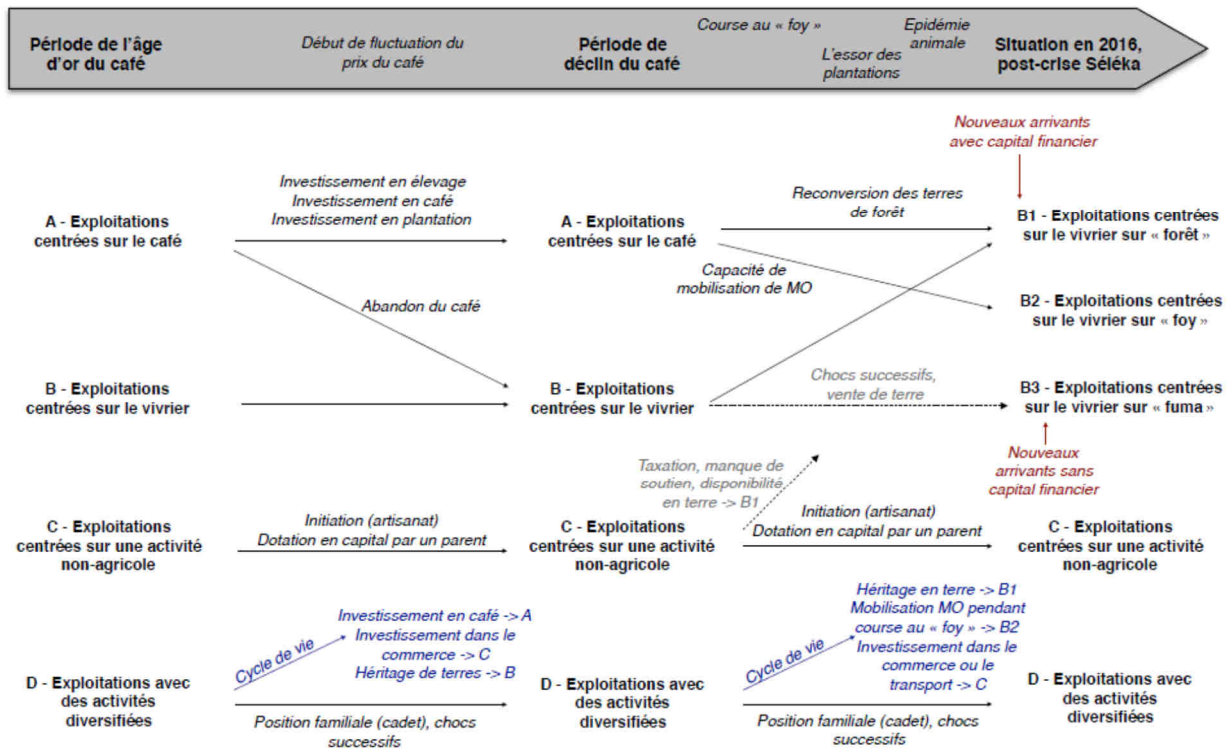 Période de l'âge
d'or du café
Début de fluctuation du
prix du café
Période de
déclin du café
Course au « foy »
L'essor des
plantations
Epidémie
animale
Situation en 2016,
post-crise Séléka
Nouveaux arrivants
avec capital financier
A - Exploitations
centrées sur le café
Investissement en élevage
Investissement en café
Investissement en plantation
A - Exploitations
centrées sur le café
Reconversion des terres
de forêt
B1 - Exploitations centrées
sur le vivrier sur « forêt »
Abandon du café
Capacité de
mobilisation de MO
B2 - Exploitations centrées
sur le vivrier sur « foy »
B - Exploitations
centrées sur le vivrier
B - Exploitations
centrées sur le vivrier
Chocs successifs,
vente de terre
B3 - Exploitations centrées
sur le vivrier sur « fuma »
Nouveaux
arrivants sans
capital financier
Taxation, manque de
soutien, disponibilité
en terre -> B1
C - Exploitations
centrées sur une activité
non-agricole
Initiation (artisanat)
Dotation en capital par un parent
C - Exploitations
centrées sur une activité
non-agricole
Initiation (artisanat)
Dotation en capital par un parent
C - Exploitations
centrées sur une activité
non-agricole
Cycle de vie
Investissement en café -> A
Investissement dans le
commerce -> C
Héritage de terres -> B
Cycle de vie
Héritage en terre -> B1
Mobilisation MO pendant
course au « foy » -> B2
Investissement dans le
commerce ou le
transport -> C
D - Exploitations avec
des activités
diversifiées
Position familiale (cadet), chocs
successifs
D - Exploitations avec
des activités
diversifiées
Position familiale (cadet), chocs
successifs
D - Exploitations avec
des activités
diversifiées